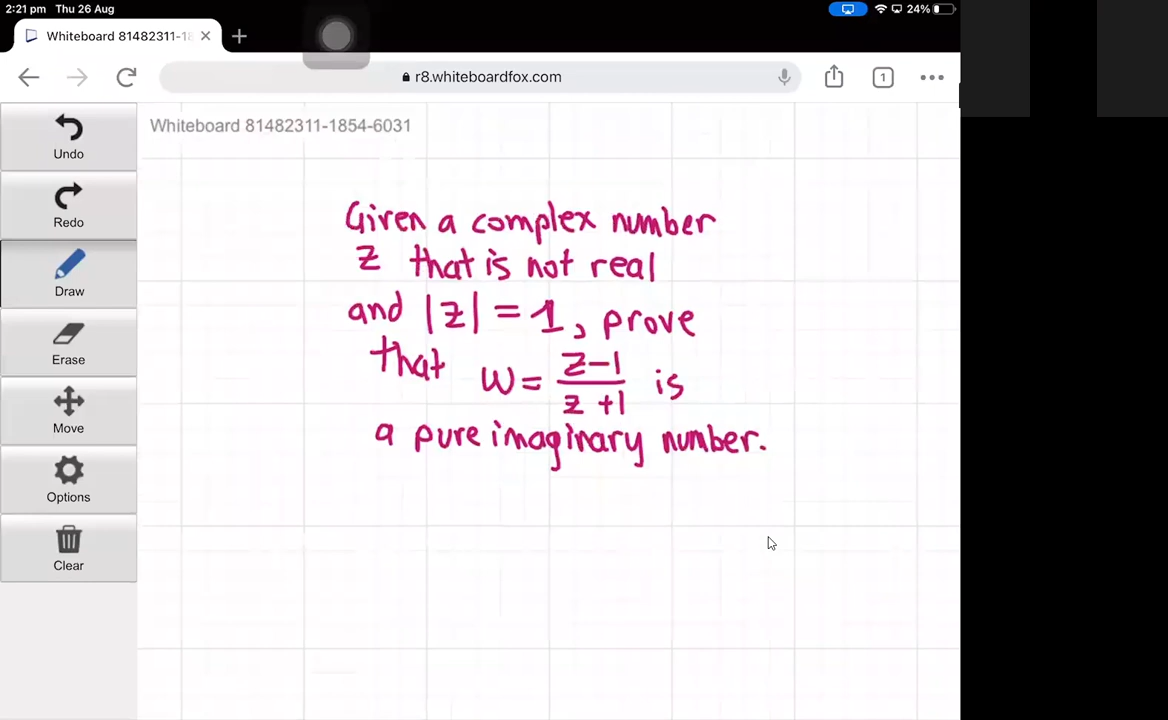 2:21 pm Thu 26 Aug
24%
Whiteboard 81482311-18
r8.whiteboardfox.com
1
Whiteboard 81482311-1854-6031
Undo
Redo
Draw
Erase
Move
Options
Clear
Given a complex number
z that is not real
and |z| = 1, prove
that w = \frac{z-1}{z+1} is
a pure imaginary number.